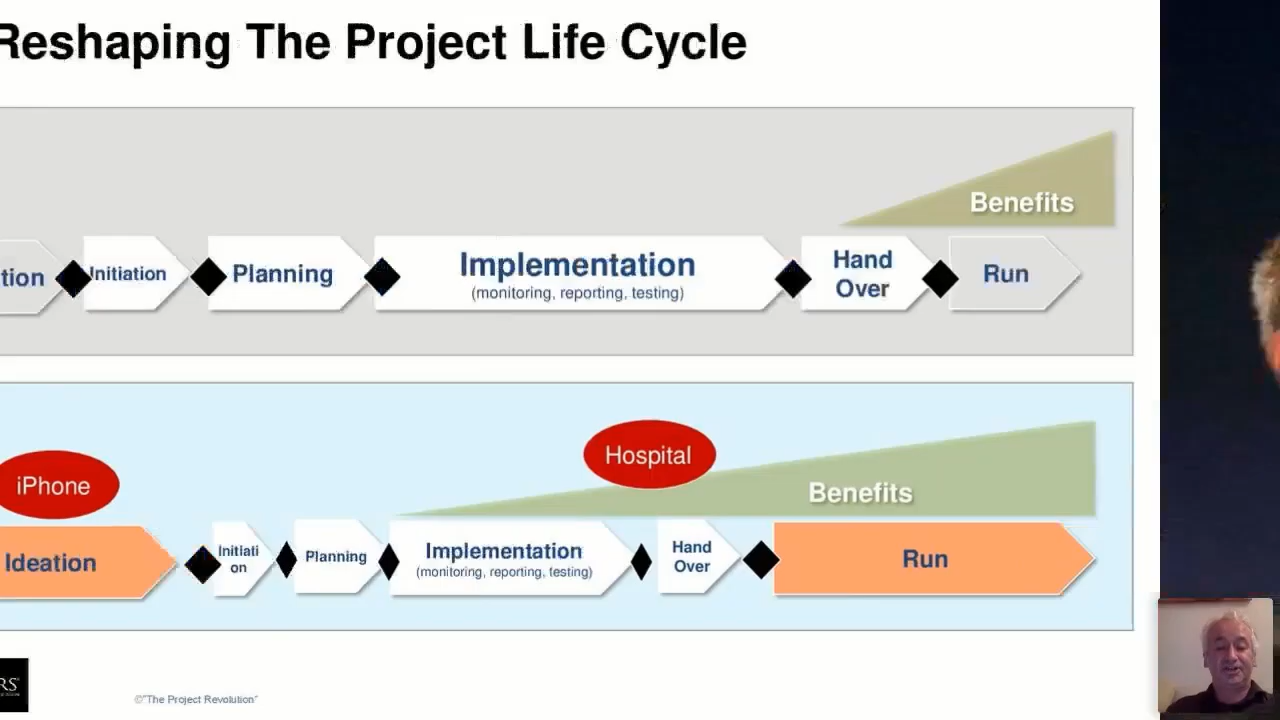 Reshaping The Project Life Cycle
Benefits
tion
Initiation
Planning
Implementation
(monitoring, reporting, testing)
Hand
Over
Run
iPhone
Hospital
Benefits
Ideation
Initiati
on
Planning
Implementation
(monitoring, reporting, testing)
Hand
Over
Run
RS
©"The Project Revolution"